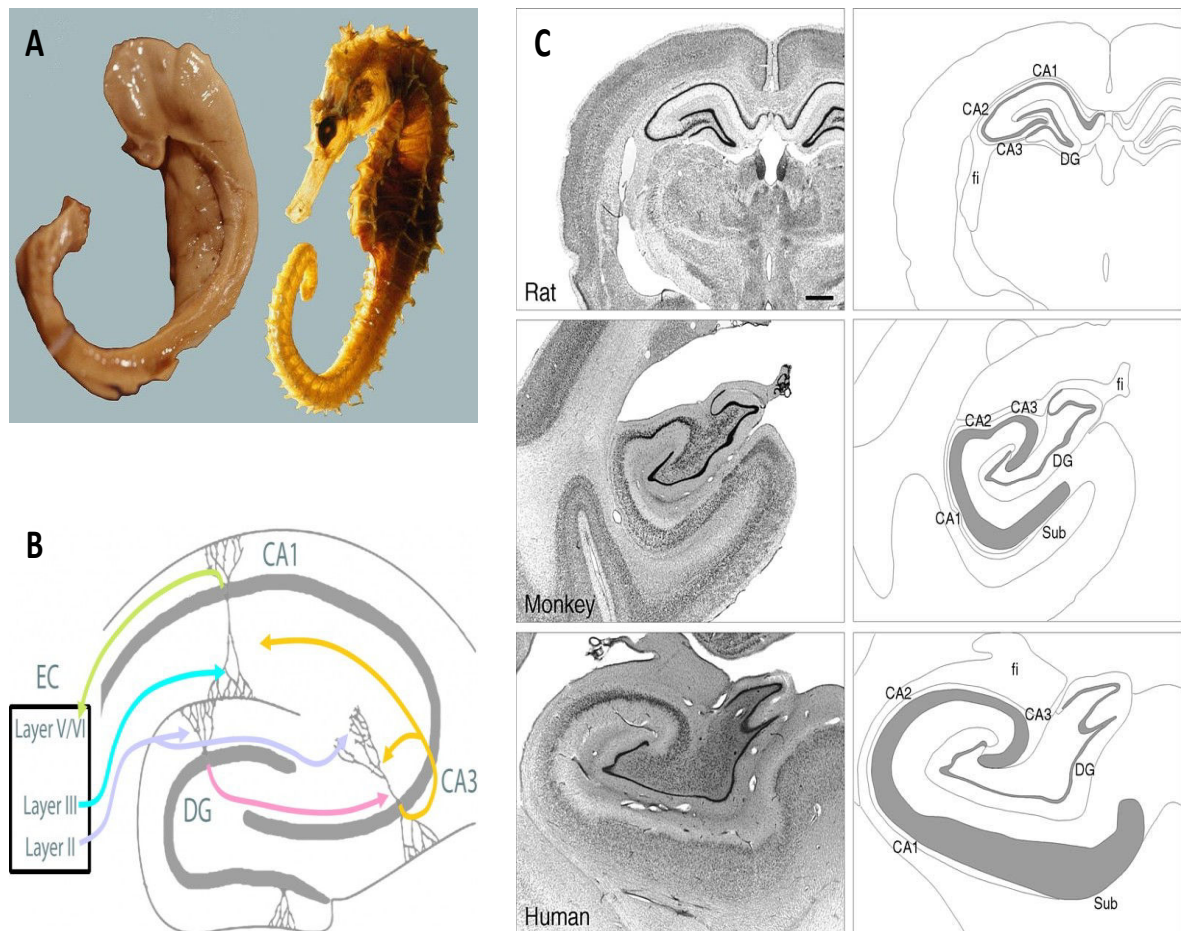 A
B
CA1
EC
Layer V/VI
Layer III
Layer II
DG
CA3
C
Rat
CA1
CA2
CA3
DG
fi
Monkey
fi
CA3
CA2
DG
CA1
Sub
Human
fi
CA2
CA3
DG
CA1
Sub